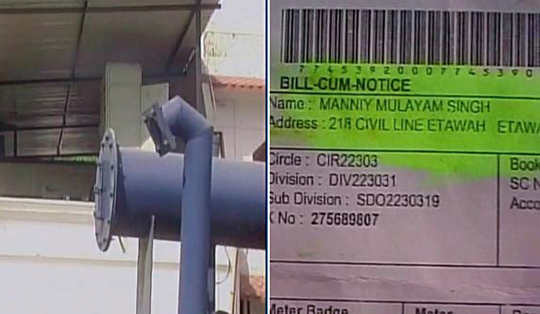 774539200077453920
BILL-CUM-NOTICE
Name : MANNIY MULAYAM SINGH
Address : 218 CIVIL LINE ETAWAH ETAW
Circle : CIR22303
Division : DIV223031
Sub Division : SDO2230319
K No : 275689807
Book
SC N
Acco
Meter Badge
Meter